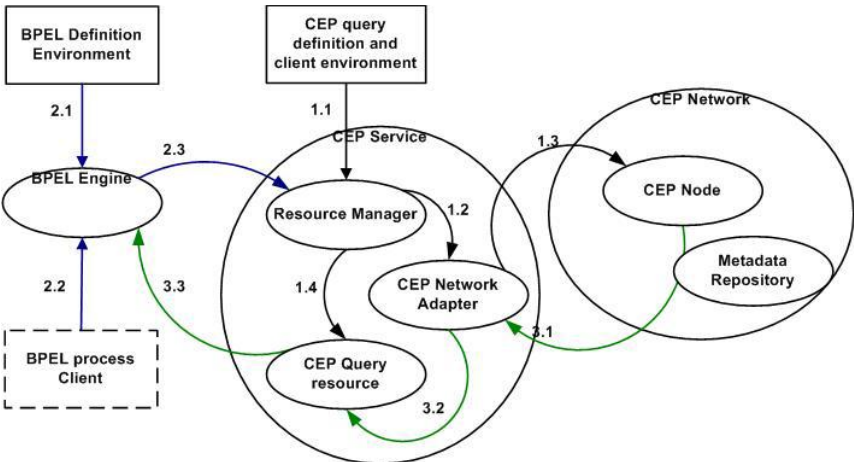 BPEL Definition
Environment
CEP query
definition and
client environment
CEP Network
2.1
1.1
CEP Service
1.3
2.3
BPEL Engine
CEP Node
Resource Manager
1.2
Metadata
Repository
2.2
3.3
1.4
CEP Network
Adapter
3.1
BPEL process
Client
CEP Query
resource
3.2